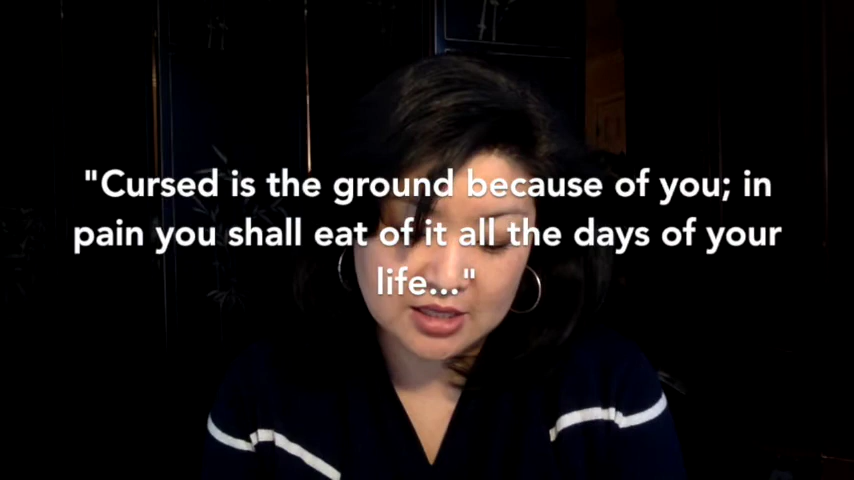 "Cursed is the ground because of you; in
pain you shall eat of it all the days of your
life..."